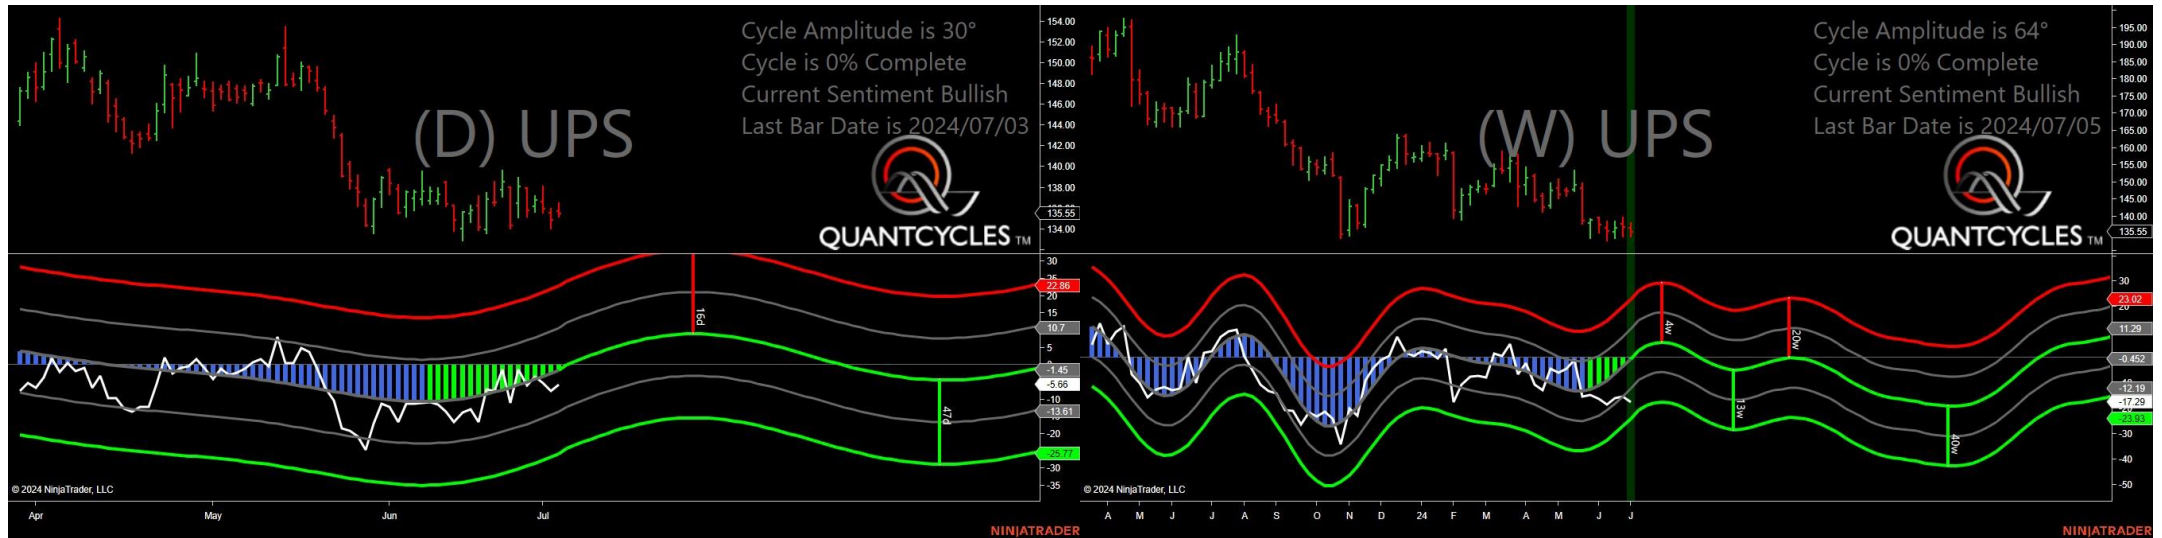 Cycle Amplitude is 30°
Cycle is 0% Complete
Current Sentiment Bullish
Last Bar Date is 2024/07/03
(D) UPS
QUANTCYCLES TM
154.00
152.00
150.00
148.00
146.00
144.00
142.00
140.00
138.00
135.55
134.00
30
25
22.86
20
15
10.7
5
0
-1.45
-5.66
-10
-13.61
-20
-25.77
-30
-35
16d
47d
© 2024 NinjaTrader, LLC
Apr May Jun Jul
NINJATRADER
Cycle Amplitude is 64°
Cycle is 0% Complete
Current Sentiment Bullish
Last Bar Date is 2024/07/05
(W) UPS
QUANTCYCLES TM
195.00
190.00
185.00
180.00
175.00
170.00
165.00
160.00
155.00
150.00
145.00
140.00
135.55
30
23.02
20
11.29
-0.452
-12.19
-17.29
-23.93
-30
-40
-50
4w
20w
13w
40w
© 2024 NinjaTrader, LLC
A M J J A S O N D 24 F M A M J J
NINJATRADER